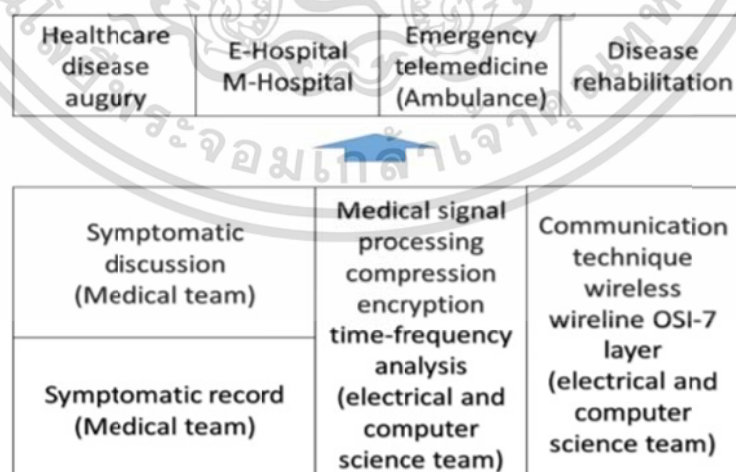 Healthcare
disease
augury
E-Hospital
M-Hospital
Emergency
telemedicine
(Ambulance)
Disease
rehabilitation
Symptomatic
discussion
(Medical team)
Symptomatic record
(Medical team)
Medical signal
processing
compression
encryption
time-frequency
analysis
(electrical and
computer
science team)
Communication
technique
wireless
wireline OSI-7
layer
(electrical and
computer
science team)